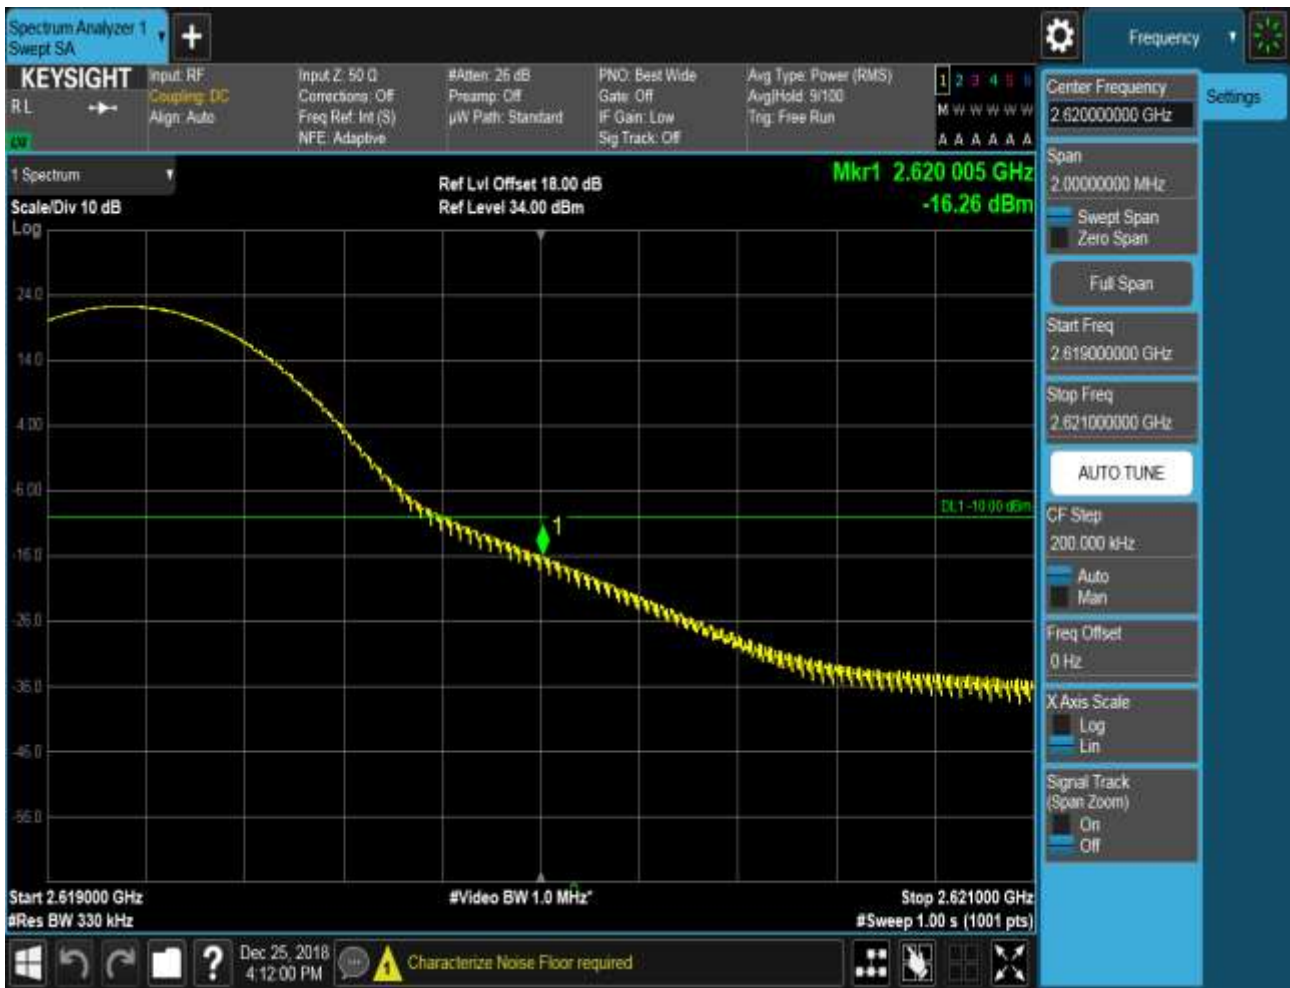 Spectrum Analyzer 1
Swept SA
Frequency
KEYSIGHT
R L
Input: RF
Coupling: DC
Align: Auto
Input Z: 50 Ω
Corrections: Off
Freq Ref: Int (S)
NFE: Adaptive
#Atten: 26 dB
Preamp: Off
µW Path: Standard
PNO: Best Wide
Gate: Off
IF Gain: Low
Sig Track: Off
Avg Type: Power (RMS)
Avg|Hold: 9/100
Trig: Free Run
1 2 3 4 5 6
M W W W W W
A A A A A A
1 Spectrum
Scale/Div 10 dB
Log
Ref Lvl Offset 18.00 dB
Ref Level 34.00 dBm
Mkr1 2.620 005 GHz
-16.26 dBm
24.0
14.0
4.00
-6.00
-16.0
-26.0
-36.0
-46.0
-56.0
DL1 -10.00 dBm
1
Start 2.619000 GHz
#Res BW 330 kHz
#Video BW 1.0 MHz*
Stop 2.621000 GHz
#Sweep 1.00 s (1001 pts)
Center Frequency
2.620000000 GHz
Settings
Span
2.00000000 MHz
Swept Span
Zero Span
Full Span
Start Freq
2.619000000 GHz
Stop Freq
2.621000000 GHz
AUTO TUNE
CF Step
200.000 kHz
Auto
Man
Freq Offset
0 Hz
X Axis Scale
Log
Lin
Signal Track
(Span Zoom)
On
Off
?
Dec 25, 2018
4:12:00 PM
1
Characterize Noise Floor required